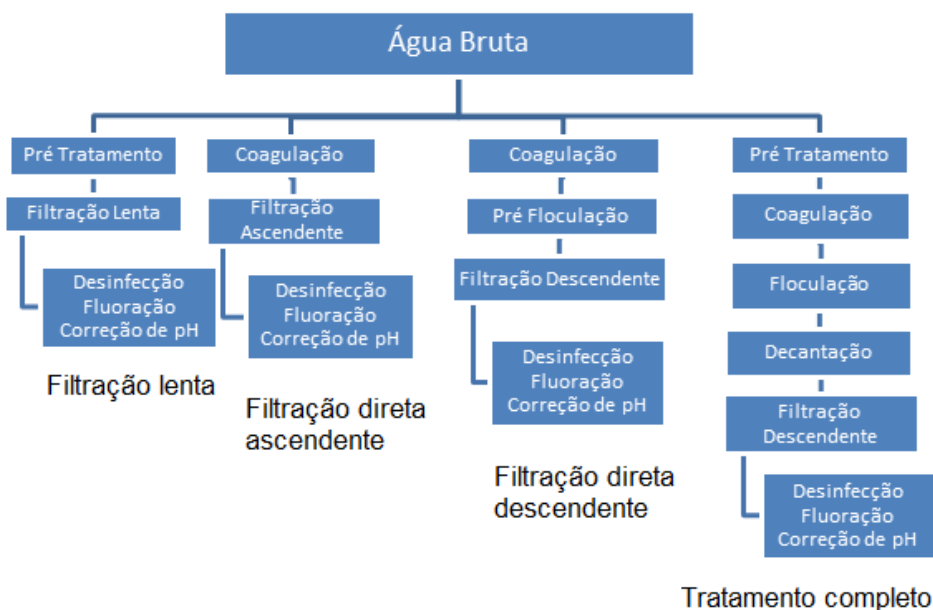 Água Bruta
Pré Tratamento
Filtração Lenta
Desinfecção
Fluoração
Correção de pH
Filtração lenta
Coagulação
Filtração
Ascendente
Desinfecção
Fluoração
Correção de pH
Filtração direta
ascendente
Coagulação
Pré Floculação
Filtração Descendente
Desinfecção
Fluoração
Correção de pH
Filtração direta
descendente
Pré Tratamento
Coagulação
Floculação
Decantação
Filtração
Descendente
Desinfecção
Fluoração
Correção de pH
Tratamento completo